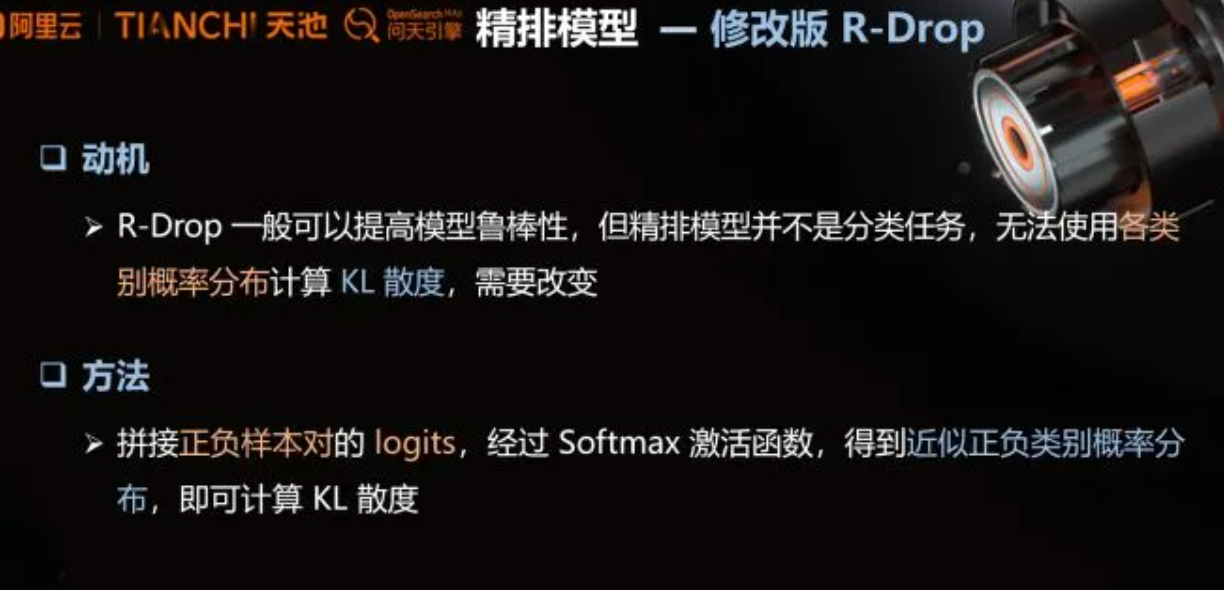 阿里云 | TIANCHI 天池 OpenSearch 问天引擎 精排模型 — 修改版 R-Drop
❑ 动机
➢ R-Drop 一般可以提高模型鲁棒性，但精排模型并不是分类任务，无法使用各类
别概率分布计算 KL 散度，需要改变
❑ 方法
➢ 拼接正负样本对的 logits，经过 Softmax 激活函数，得到近似正负类别概率分
布，即可计算 KL 散度